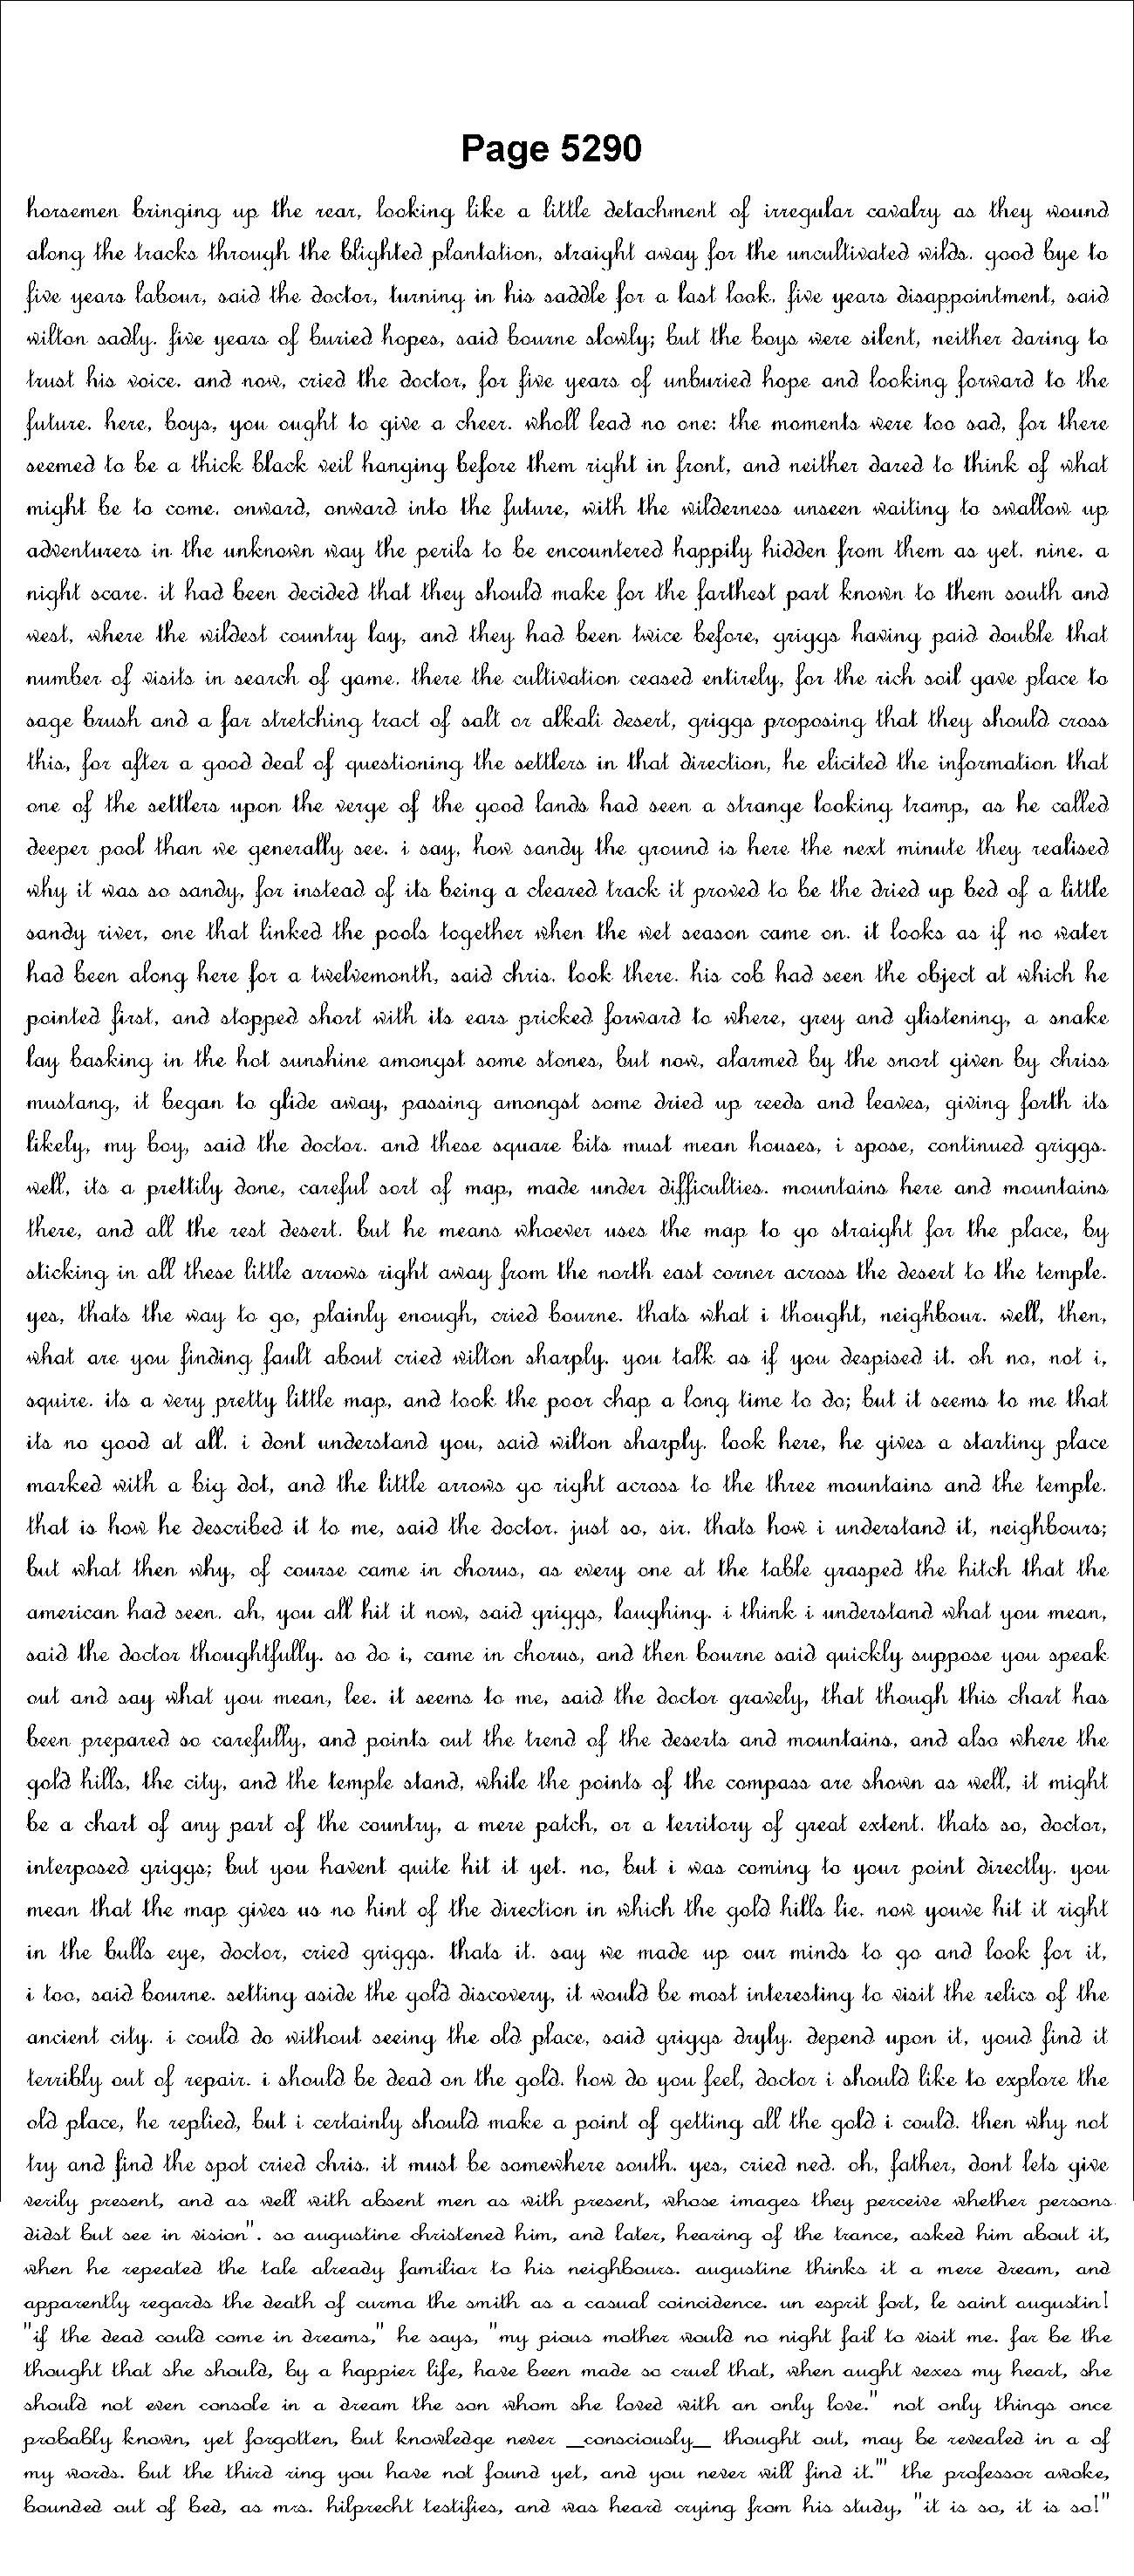 Page 5290
horsemen bringing up the rear, looking like a little detachment of irregular cavalry as they wound
along the tracks through the blighted plantation, straight away for the uncultivated wilds. good bye to
five years labour, said the doctor, turning in his saddle for a last look. five years disappointment, said
wilton sadly. five years of buried hopes, said bourne slowly; but the boys were silent, neither daring to
trust his voice. and now, cried the doctor, for five years of unburied hope and looking forward to the
future. here, boys, you ought to give a cheer. wholl lead no one: the moments were too sad, for there
seemed to be a thick black veil hanging before them right in front, and neither dared to think of what
might be to come. onward, onward into the future, with the wilderness unseen waiting to swallow up
adventurers in the unknown way the perils to be encountered happily hidden from them as yet. nine. a
night scare. it had been decided that they should make for the farthest part known to them south and
west, where the wildest country lay, and they had been twice before, griggs having paid double that
number of visits in search of game. there the cultivation ceased entirely, for the rich soil gave place to
sage brush and a far stretching tract of salt or alkali desert, griggs proposing that they should cross
this, for after a good deal of questioning the settlers in that direction, he elicited the information that
one of the settlers upon the verge of the good lands had seen a strange looking tramp, as he called
deeper pool than we generally see. i say, how sandy the ground is here the next minute they realised
why it was so sandy, for instead of its being a cleared track it proved to be the dried up bed of a little
sandy river, one that linked the pools together when the wet season came on. it looks as if no water
had been along here for a twelvemonth, said chris. look there. his cob had seen the object at which he
pointed first, and stopped short with its ears pricked forward to where, grey and glistening, a snake
lay basking in the hot sunshine amongst some stones, but now, alarmed by the snort given by chriss
mustang, it began to glide away, passing amongst some dried up reeds and leaves, giving forth its
likely, my boy, said the doctor. and these square bits must mean houses, i spose, continued griggs.
well, its a prettily done, careful sort of map, made under difficulties. mountains here and mountains
there, and all the rest desert. but he means whoever uses the map to go straight for the place, by
sticking in all these little arrows right away from the north east corner across the desert to the temple.
yes, thats the way to go, plainly enough, cried bourne. thats what i thought, neighbour. well, then,
what are you finding fault about cried wilton sharply. you talk as if you despised it. oh no, not i,
squire. its a very pretty little map, and took the poor chap a long time to do; but it seems to me that
its no good at all. i dont understand you, said wilton sharply. look here, he gives a starting place
marked with a big dot, and the little arrows go right across to the three mountains and the temple.
that is how he described it to me, said the doctor. just so, sir. thats how i understand it, neighbours;
but what then why, of course came in chorus, as every one at the table grasped the hitch that the
american had seen. ah, you all hit it now, said griggs, laughing. i think i understand what you mean,
said the doctor thoughtfully. so do i, came in chorus, and then bourne said quickly suppose you speak
out and say what you mean, lee. it seems to me, said the doctor gravely, that though this chart has
been prepared so carefully, and points out the trend of the deserts and mountains, and also where the
gold hills, the city, and the temple stand, while the points of the compass are shown as well, it might
be a chart of any part of the country, a mere patch, or a territory of great extent. thats so, doctor,
interposed griggs; but you havent quite hit it yet. no, but i was coming to your point directly. you
mean that the map gives us no hint of the direction in which the gold hills lie. now youve hit it right
in the bulls eye, doctor, cried griggs. thats it. say we made up our minds to go and look for it,
i too, said bourne. setting aside the gold discovery, it would be most interesting to visit the relics of the
ancient city. i could do without seeing the old place, said griggs dryly. depend upon it, youd find it
terribly out of repair. i should be dead on the gold. how do you feel, doctor i should like to explore the
old place, he replied, but i certainly should make a point of getting all the gold i could. then why not
try and find the spot cried chris. it must be somewhere south. yes, cried ned. oh, father, dont lets give
verily present, and as well with absent men as with present, whose images they perceive whether persons
didst but see in vision". so augustine christened him, and later, hearing of the trance, asked him about it,
when he repeated the tale already familiar to his neighbours. augustine thinks it a mere dream, and
apparently regards the death of curma the smith as a casual coincidence. un esprit fort, le saint augustin!
"if the dead could come in dreams," he says, "my pious mother would no night fail to visit me. far be the
thought that she should, by a happier life, have been made so cruel that, when aught vexes my heart, she
should not even console in a dream the son whom she loved with an only love." not only things once
probably known, yet forgotten, but knowledge never _consciously_ thought out, may be revealed in a of
my words. but the third ring you have not found yet, and you never will find it.'" the professor awoke,
bounded out of bed, as mrs. hilprecht testifies, and was heard crying from his study, "it is so, it is so!"